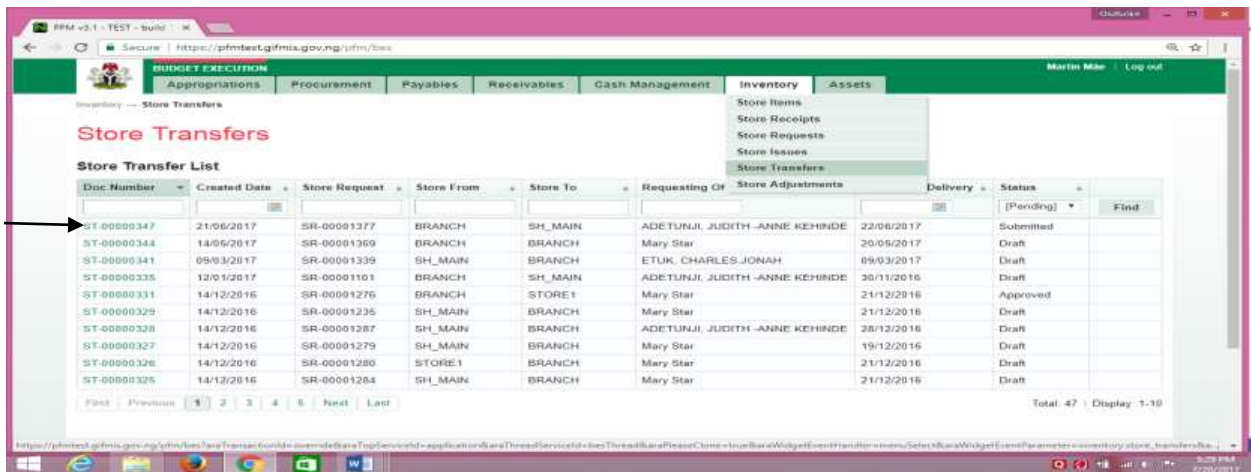 PFM v3.1 - TEST - build
Secure | https://pfmtest.gifmis.gov.ng/pfm/bes
BUDGET EXECUTION
Martin Mäe | Log out
Appropriations Procurement Payables Receivables Cash Management Inventory Assets
Inventory — Store Transfers
Store Items
Store Receipts
Store Requests
Store Issues
Store Transfers
Store Adjustments
Store Transfers
Store Transfer List
Doc Number Created Date Store Request Store From Store To Requesting Of Delivery Status
[Pending] Find
ST-00000347 21/06/2017 SR-00001377 BRANCH SH_MAIN ADETUNJI, JUDITH -ANNE KEHINDE 22/06/2017 Submitted
ST-00000344 14/05/2017 SR-00001369 BRANCH BRANCH Mary Star 20/05/2017 Draft
ST-00000341 09/03/2017 SR-00001339 SH_MAIN BRANCH ETUK, CHARLES.JONAH 09/03/2017 Draft
ST-00000335 12/01/2017 SR-00001101 BRANCH SH_MAIN ADETUNJI, JUDITH -ANNE KEHINDE 30/11/2016 Draft
ST-00000331 14/12/2016 SR-00001276 BRANCH STORE1 Mary Star 21/12/2016 Approved
ST-00000329 14/12/2016 SR-00001235 SH_MAIN BRANCH Mary Star 21/12/2016 Draft
ST-00000328 14/12/2016 SR-00001287 SH_MAIN BRANCH ADETUNJI, JUDITH -ANNE KEHINDE 28/12/2016 Draft
ST-00000327 14/12/2016 SR-00001279 SH_MAIN BRANCH Mary Star 19/12/2016 Draft
ST-00000326 14/12/2016 SR-00001280 STORE1 BRANCH Mary Star 21/12/2016 Draft
ST-00000325 14/12/2016 SR-00001284 SH_MAIN BRANCH Mary Star 21/12/2016 Draft
First Previous 1 2 3 4 5 Next Last
Total: 47 | Display: 1-10
5:29 PM
7/20/2017